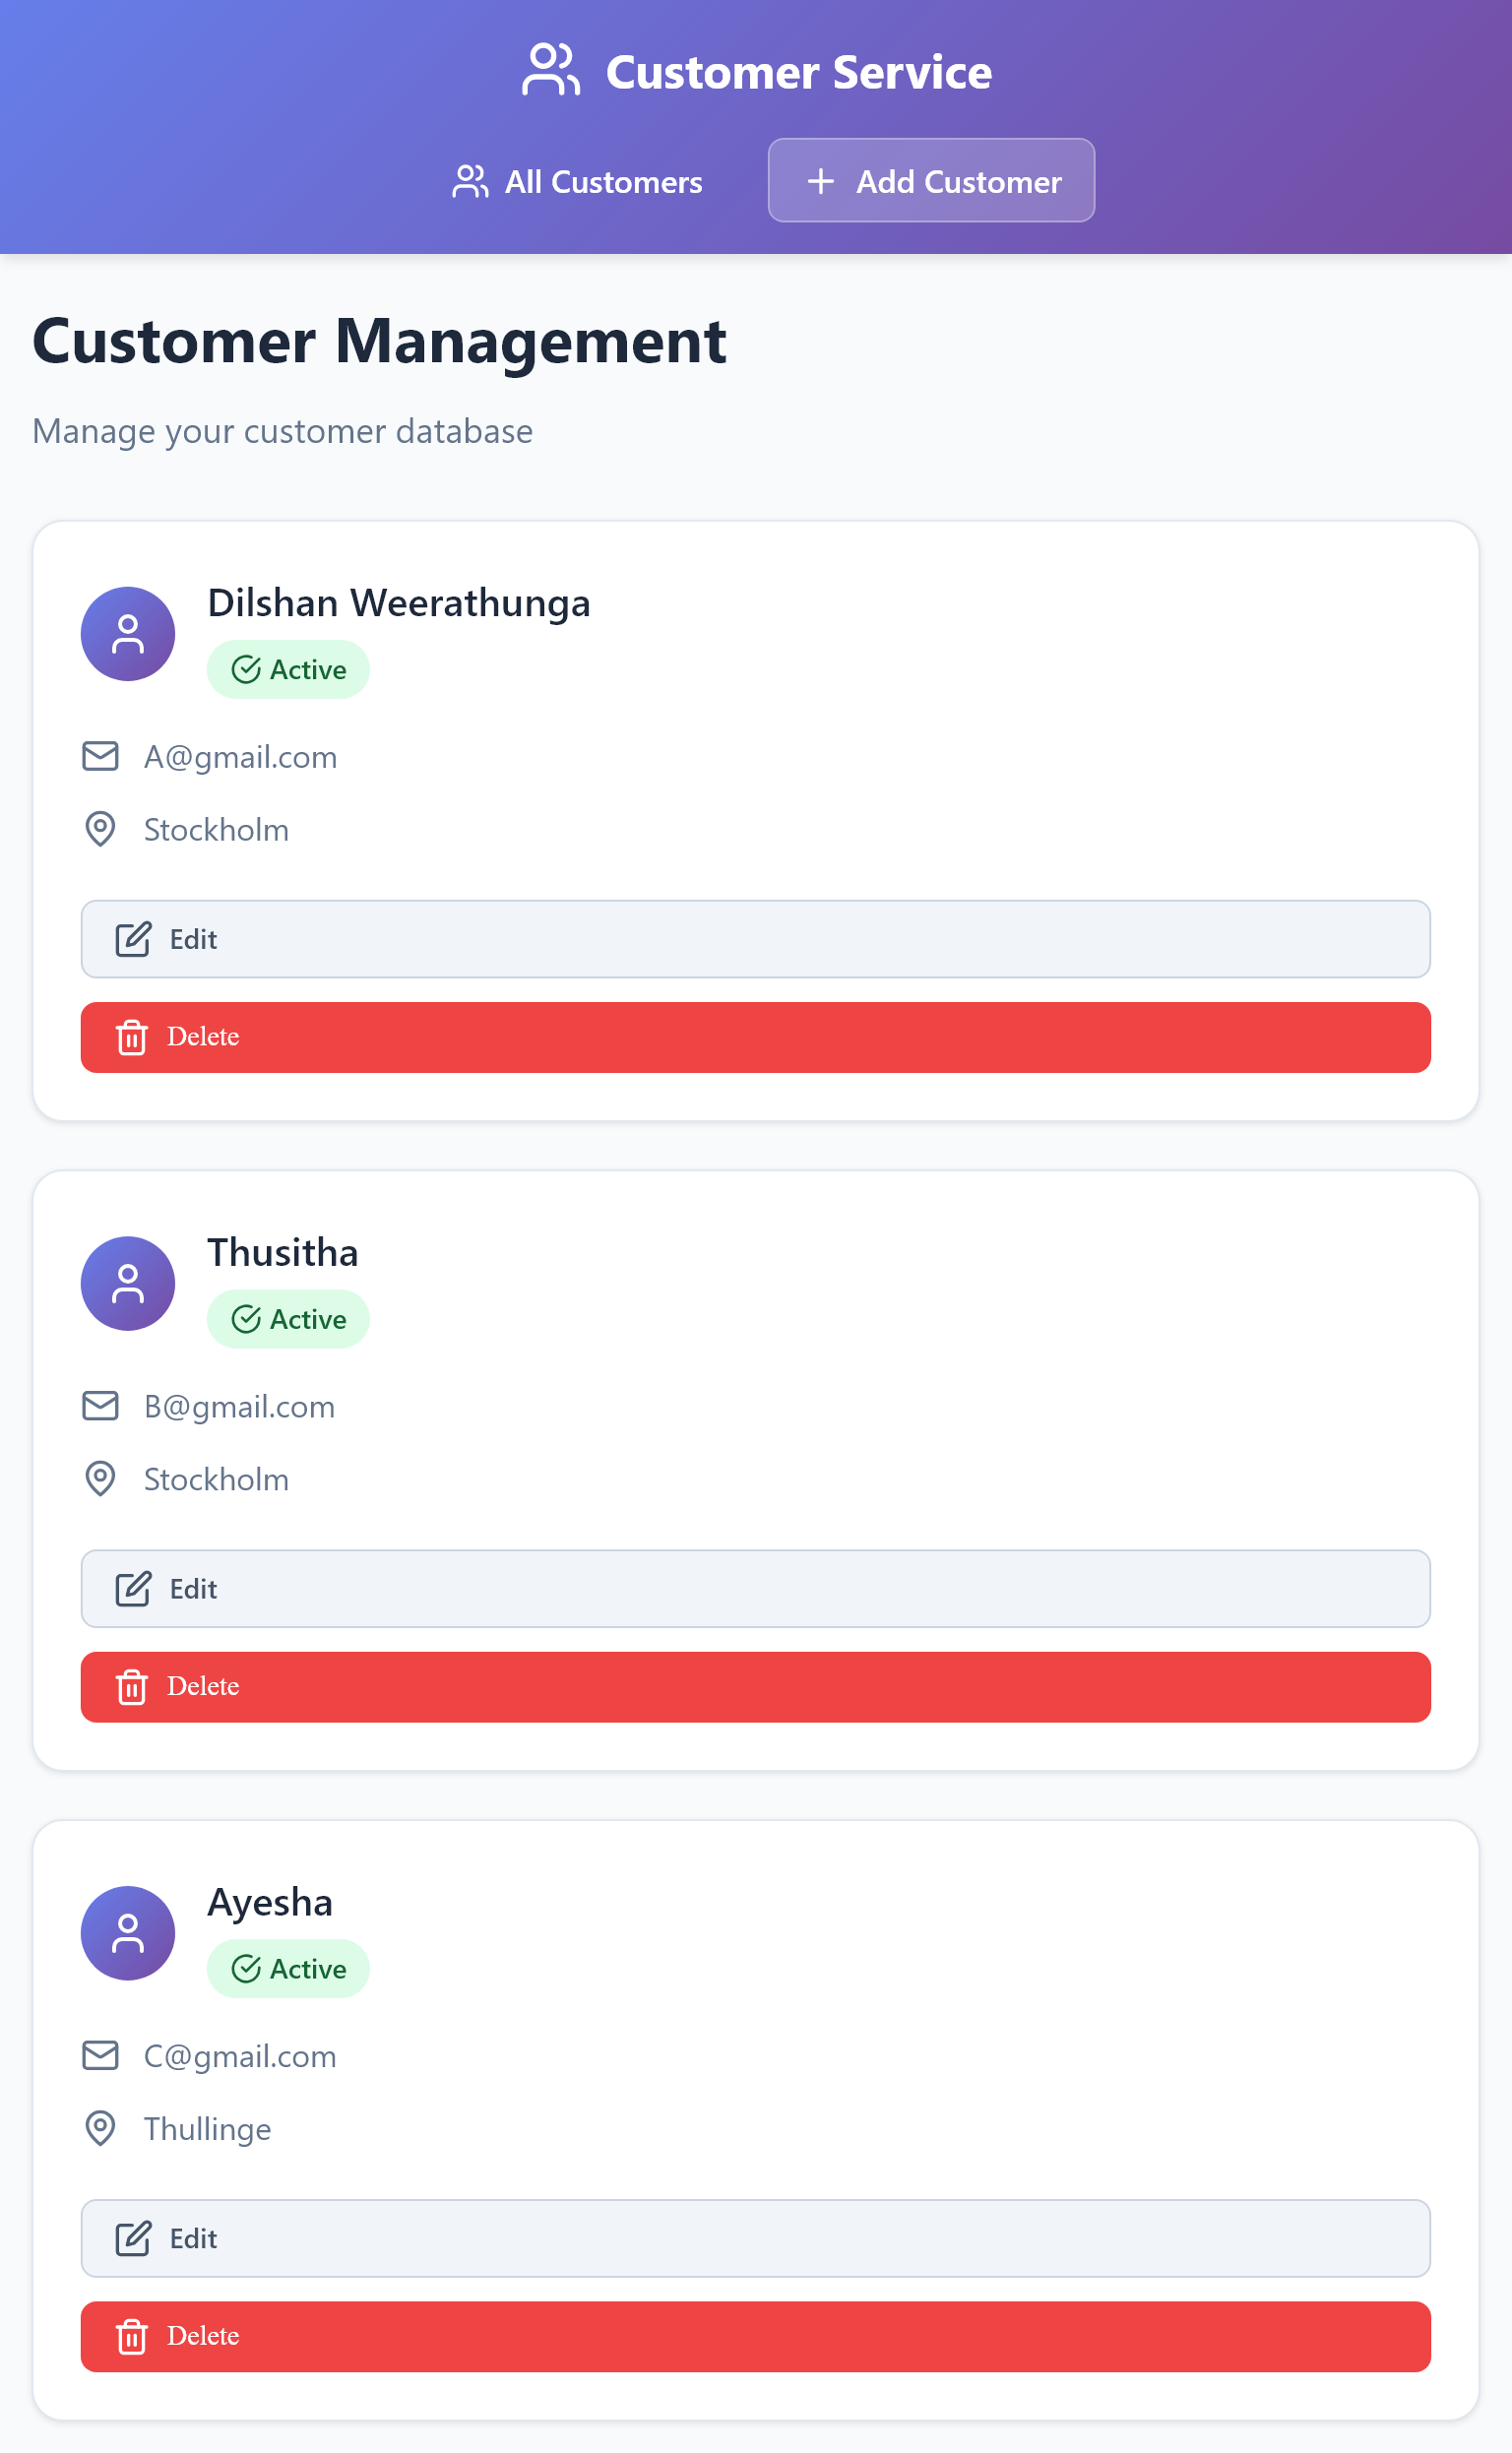 Customer Service
All Customers
Add Customer
Customer Management
Manage your customer database
Dilshan Weerathunga
Active
A@gmail.com
Stockholm
Edit
Delete
Thusitha
Active
B@gmail.com
Stockholm
Edit
Delete
Ayesha
Active
C@gmail.com
Thullinge
Edit
Delete